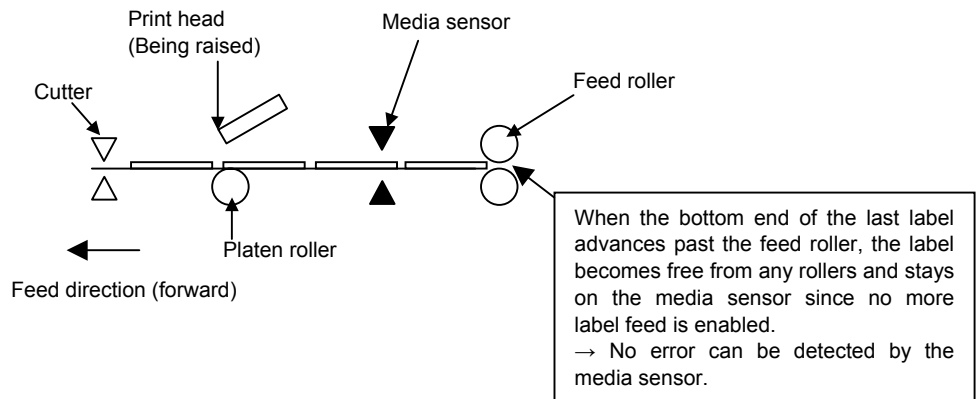 Print head
(Being raised)
Media sensor
Feed roller
Cutter
Platen roller
Feed direction (forward)
When the bottom end of the last label
advances past the feed roller, the label
becomes free from any rollers and stays
on the media sensor since no more
label feed is enabled.
→ No error can be detected by the
media sensor.